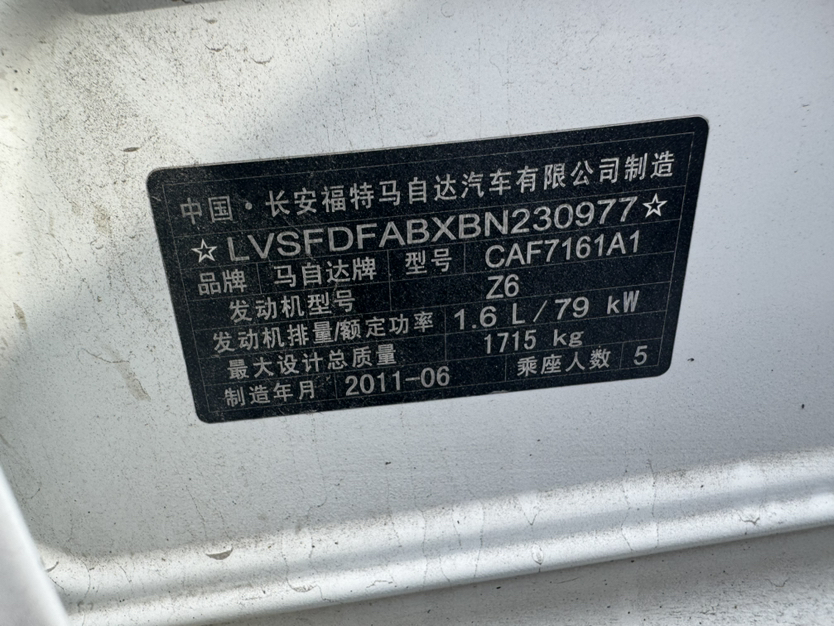 中国·长安福特马自达汽车有限公司制造
☆LVSFDFABXBN230977☆
品牌 马自达牌 型号 CAF7161A1
发动机型号 Z6
发动机排量/额定功率 1.6 L/79 kW
最大设计总质量 1715 kg
制造年月 2011-06 乘座人数 5